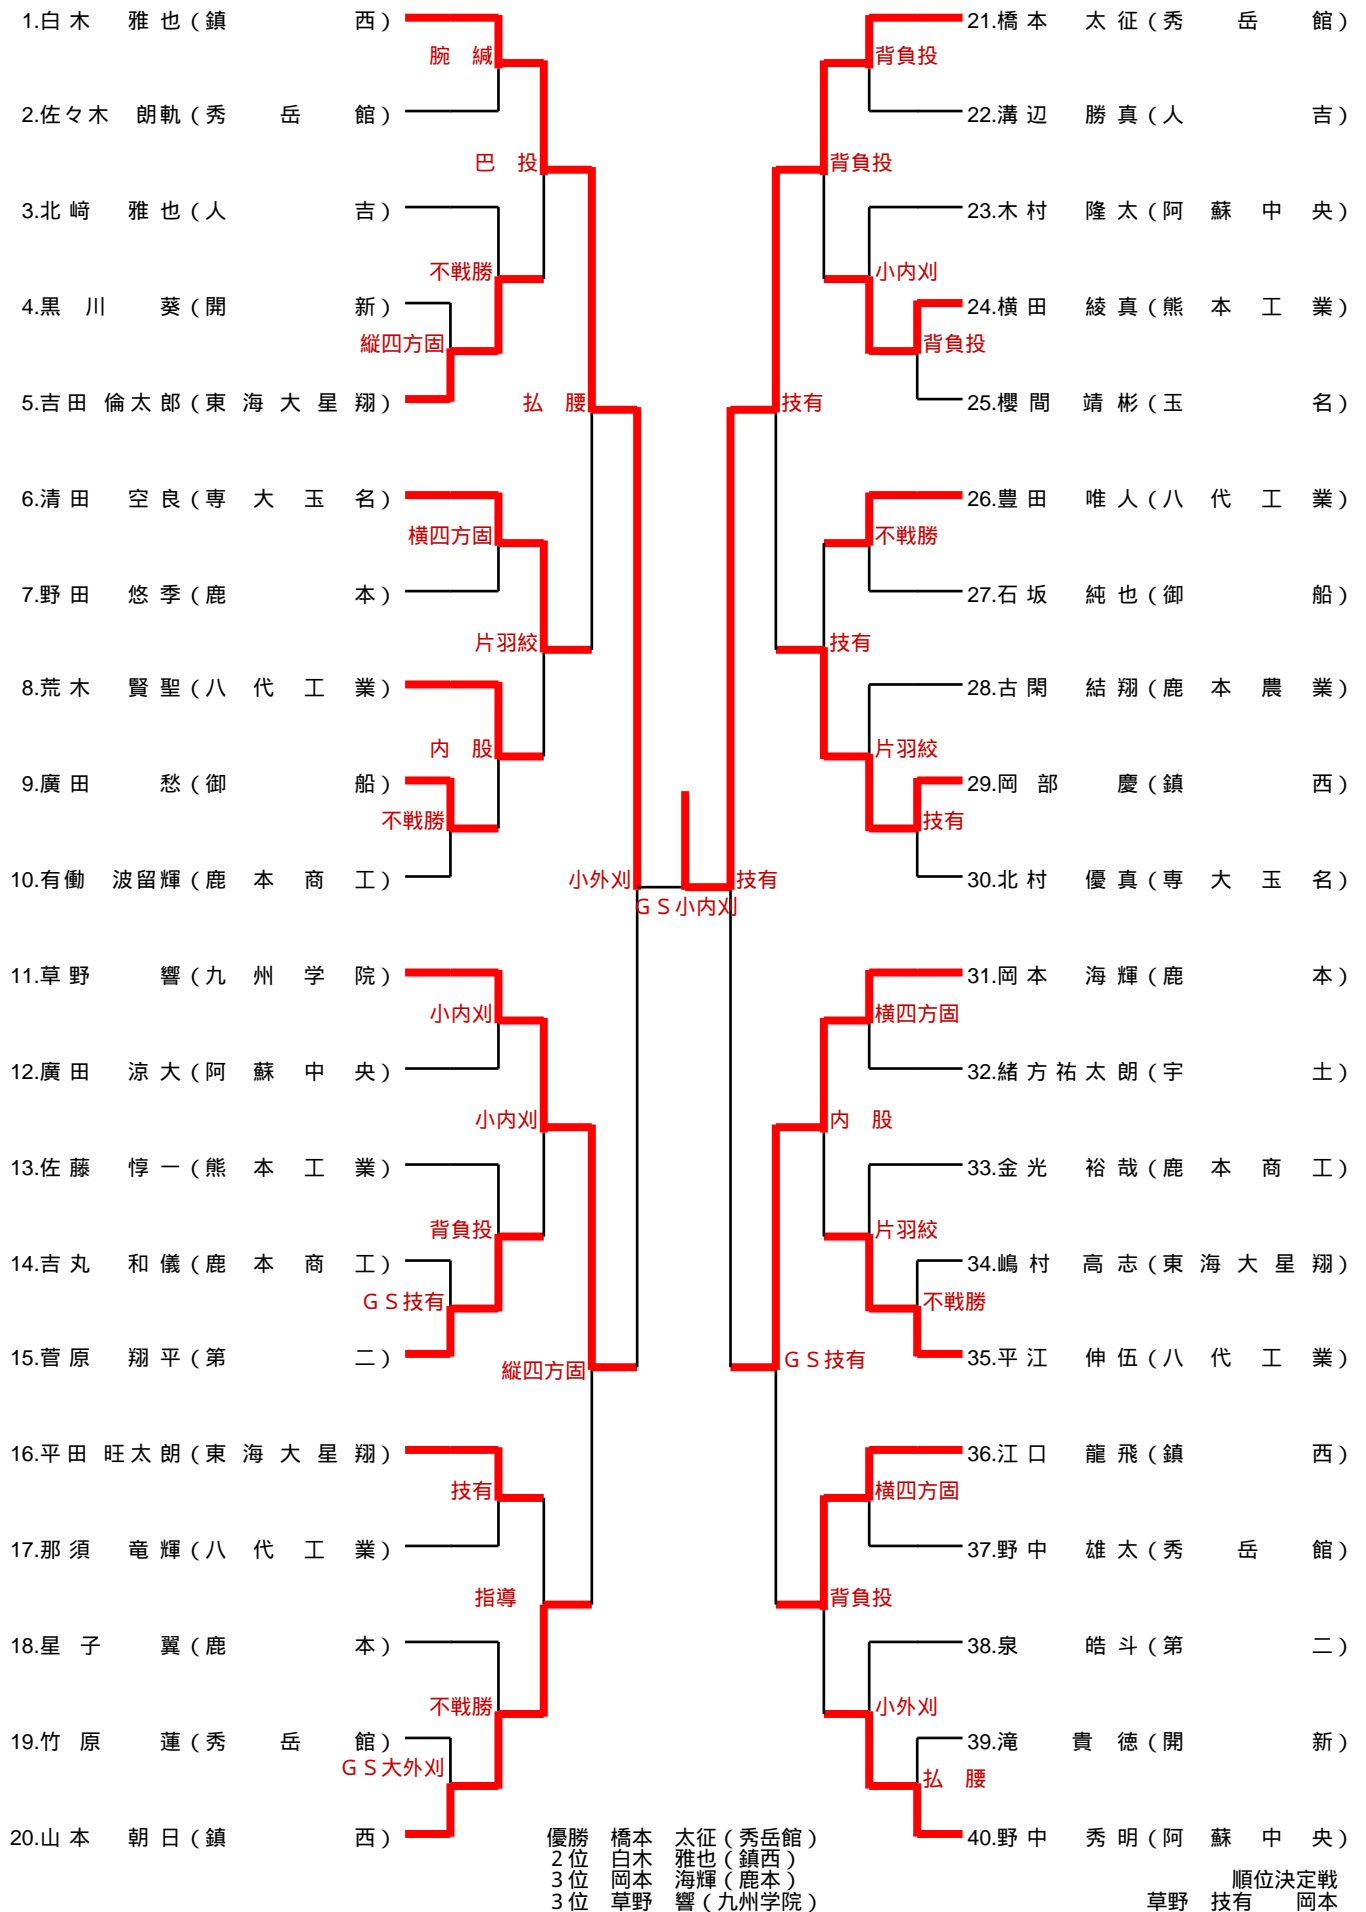 1.白木 雅也(鎮西)
腕 緘
2.佐々木 朗軌(秀岳館)
巴 投
3.北﨑 雅也(人吉)
不戦勝
4.黒川 葵(開新)
縦四方固
5.吉田 倫太郎(東海大星翔)
払 腰
6.清田 空良(専大玉名)
横四方固
7.野田 悠季(鹿本)
片羽絞
8.荒木 賢聖(八代工業)
内 股
9.廣田 愁(御船)
不戦勝
10.有働 波留輝(鹿本商工)
小外刈
11.草野 響(九州学院)
小内刈
12.廣田 涼大(阿蘇中央)
小内刈
13.佐藤 惇一(熊本工業)
背負投
14.吉丸 和儀(鹿本商工)
GS技有
15.菅原 翔平(第二)
縦四方固
16.平田 旺太朗(東海大星翔)
技有
17.那須 竜輝(八代工業)
指導
18.星子 翼(鹿本)
不戦勝
19.竹原 蓮(秀岳館)
GS大外刈
20.山本 朝日(鎮西)
GS小内刈
21.橋本 太征(秀岳館)
背負投
22.溝辺 勝真(人吉)
背負投
23.木村 隆太(阿蘇中央)
小内刈
24.横田 綾真(熊本工業)
背負投
25.櫻間 靖彬(玉名)
技有
26.豊田 唯人(八代工業)
不戦勝
27.石坂 純也(御船)
技有
28.古閑 結翔(鹿本農業)
片羽絞
29.岡部 慶(鎮西)
技有
30.北村 優真(専大玉名)
技有
31.岡本 海輝(鹿本)
横四方固
32.緒方祐太朗(宇土)
内 股
33.金光 裕哉(鹿本商工)
片羽絞
34.嶋村 高志(東海大星翔)
不戦勝
35.平江 伸伍(八代工業)
GS技有
36.江口 龍飛(鎮西)
横四方固
37.野中 雄太(秀岳館)
背負投
38.泉 皓斗(第二)
小外刈
39.滝 貴徳(開新)
払 腰
40.野中 秀明(阿蘇中央)
優勝 橋本 太征(秀岳館)
2位 白木 雅也(鎮西)
3位 岡本 海輝(鹿本)
3位 草野 響(九州学院)
順位決定戦
草野 技有 岡本